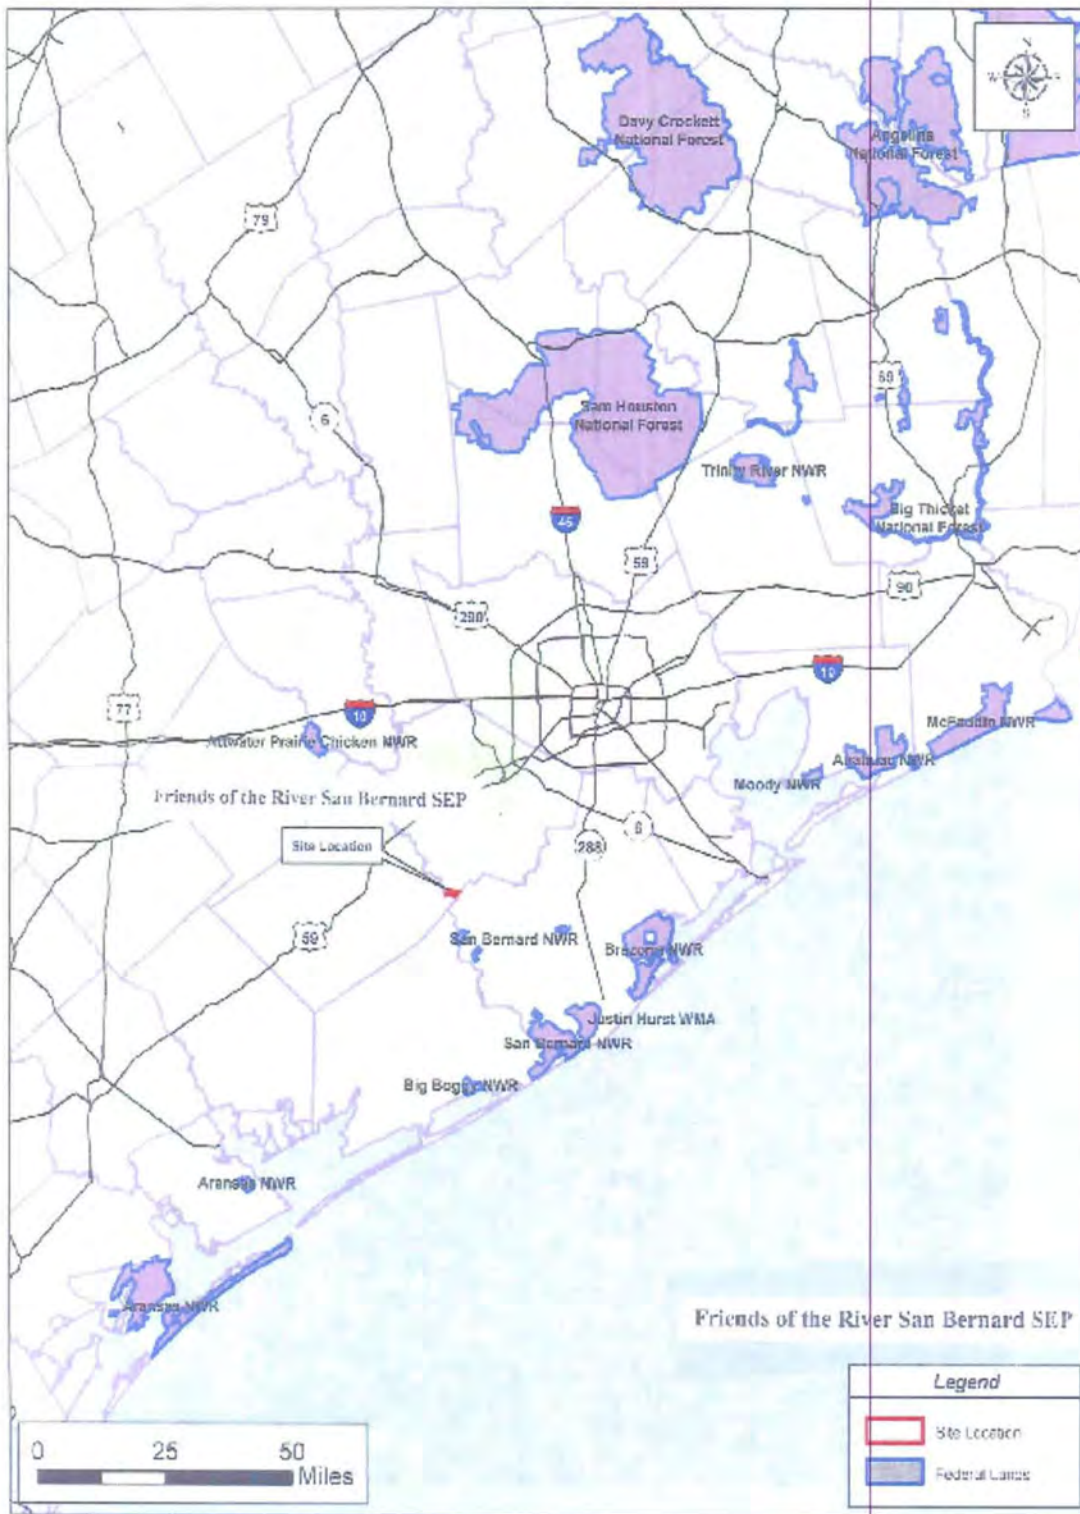 N
W
S
Davy Crockett
National Forest
Angelina
National Forest
79
6
69
Sam Houston
National Forest
Trinity River NWR
Big Thicket
National Forest
45
59
90
290
10
77
10
McFaddin NWR
Attwater Prairie Chicken NWR
Anahuac NWR
Moody NWR
Friends of the River San Bernard SEP
6
Site Location
288
59
San Bernard NWR
Brazoria NWR
Justin Hurst WMA
San Bernard NWR
Big Boggy NWR
Aransas NWR
Aransas NWR
Friends of the River San Bernard SEP
Legend
Site Location
Federal Lands
0 25 50
Miles